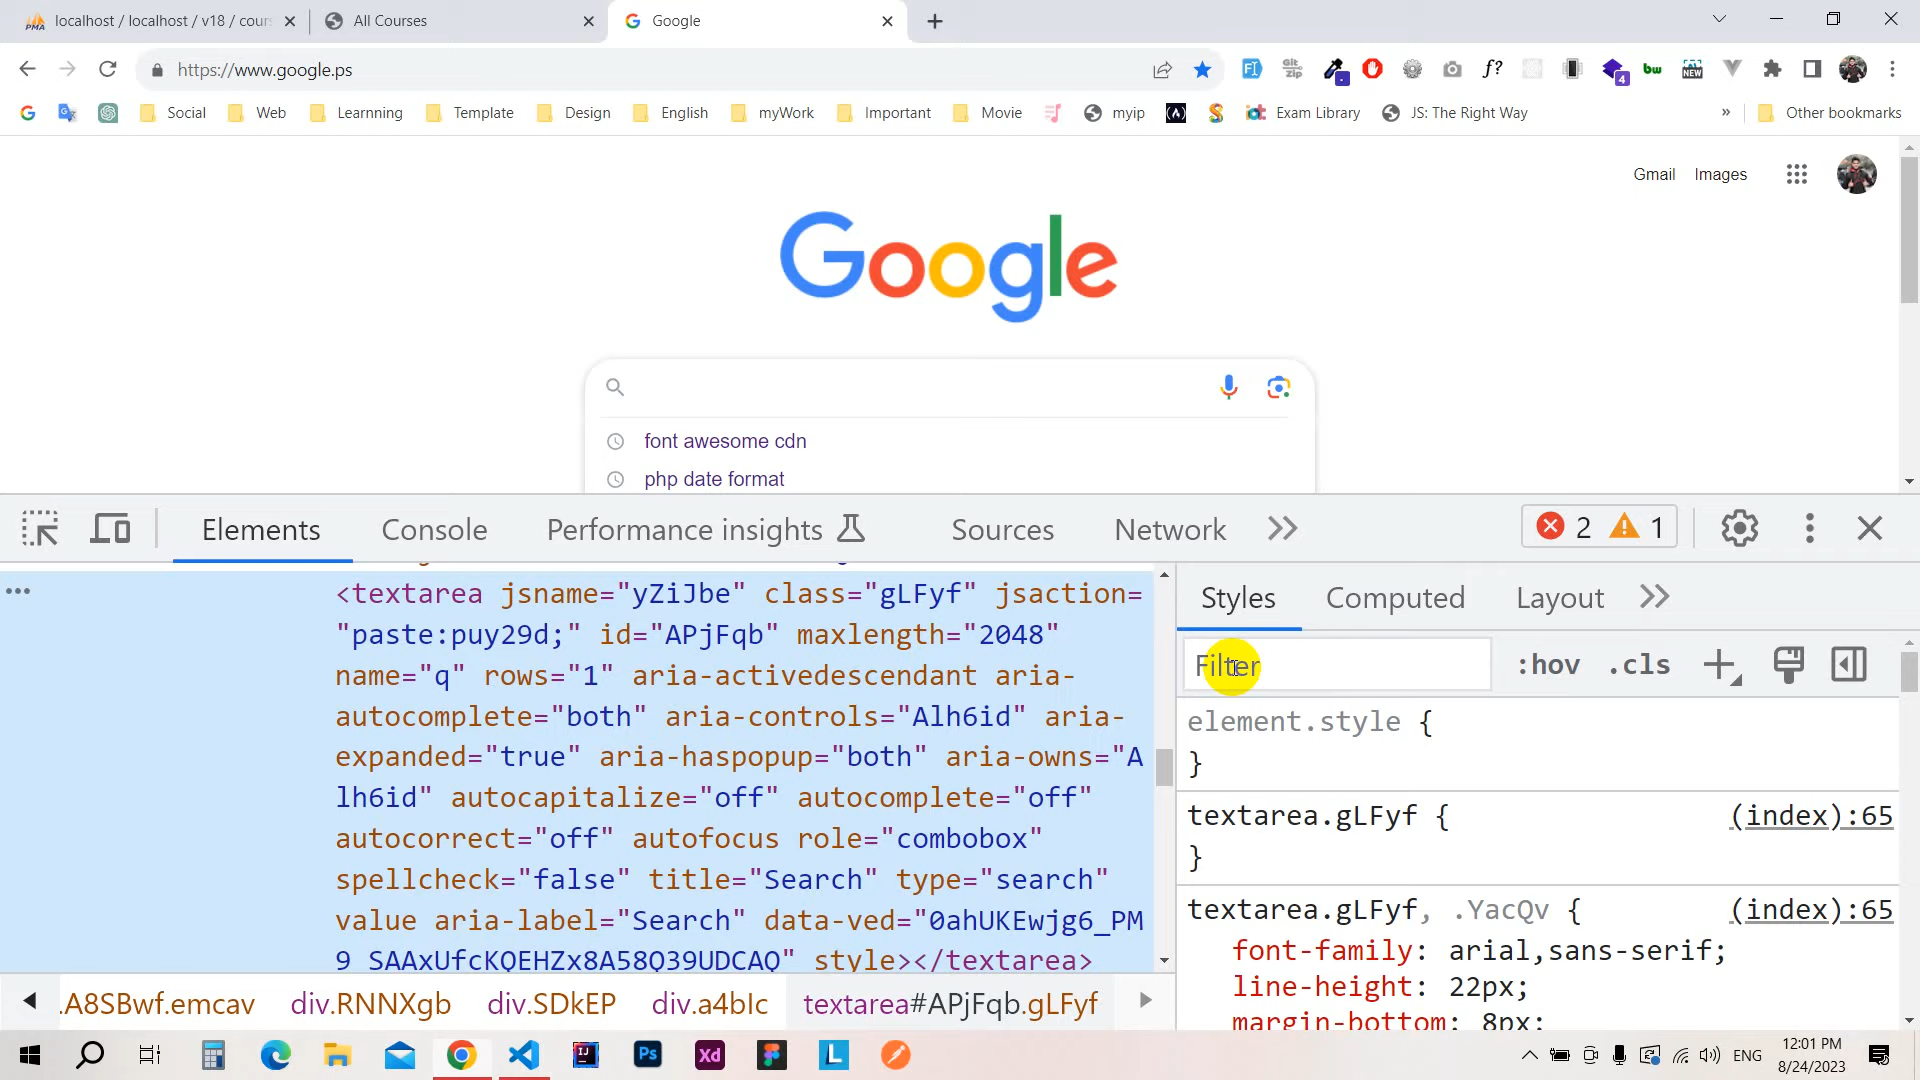 localhost / localhost / v18 / cour
All Courses
Google
https://www.google.ps
Social
Web
Learnning
Template
Design
English
myWork
Important
Movie
myip
Exam Library
JS: The Right Way
»
Other bookmarks
Gmail
Images
Google
font awesome cdn
php date format
Elements
Console
Performance insights
Sources
Network
2
1
<textarea jsname="yZiJbe" class="gLFyf" jsaction=
"paste:puy29d;" id="APjFqb" maxlength="2048"
name="q" rows="1" aria-activedescendant aria-
autocomplete="both" aria-controls="Alh6id" aria-
expanded="true" aria-haspopup="both" aria-owns="A
lh6id" autocapitalize="off" autocomplete="off"
autocorrect="off" autofocus role="combobox"
spellcheck="false" title="Search" type="search"
value aria-label="Search" data-ved="0ahUKEwjg6_PM
9_SAAxUfcKQEHZx8A58Q39UDCAQ" style></textarea>
.A8SBwf.emcav
div.RNNXgb
div.SDkEP
div.a4bIc
textarea#APjFqb.gLFyf
Styles
Computed
Layout
Filter
:hov
.cls
element.style {
}
textarea.gLFyf {
(index):65
}
textarea.gLFyf, .YacQv {
(index):65
font-family: arial,sans-serif;
line-height: 22px;
margin-bottom: 8px;
ENG
12:01 PM
8/24/2023